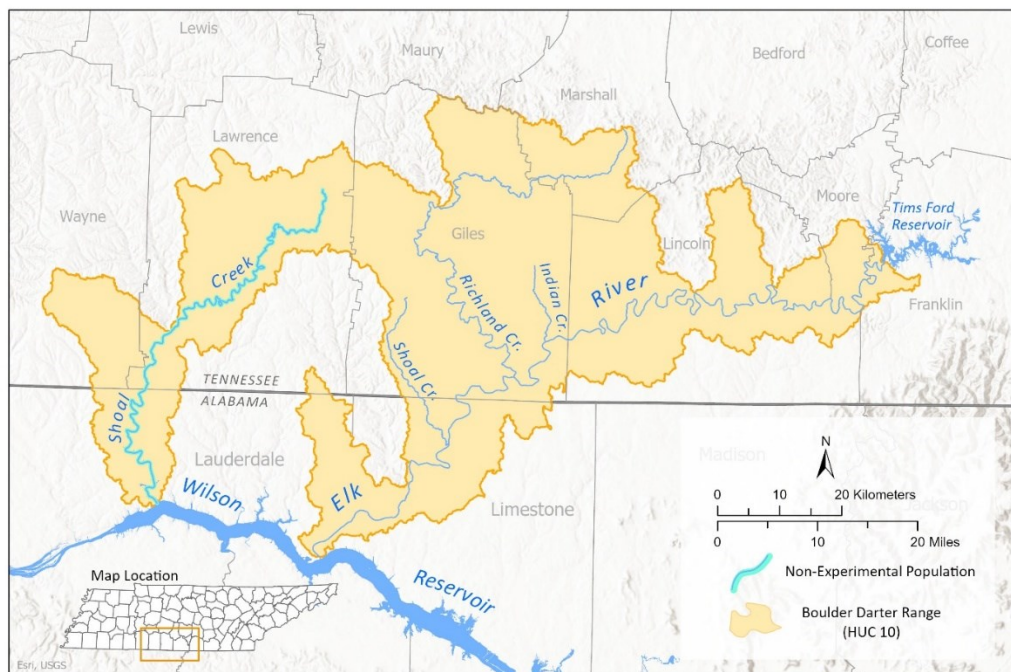 Lewis
Maury
Bedford
Coffee
Marshall
Lawrence
Moore
Wayne
Tims Ford
Reservoir
Giles
Lincoln
Creek
Indian Cr.
River
Richland Cr.
Franklin
Shoal Cr.
TENNESSEE
ALABAMA
Shoal
Lauderdale
Madison
Wilson
Elk
Limestone
Jackson
N
0 10 20 Kilometers
0 10 20 Miles
Reservoir
Non-Experimental Population
Map Location
Boulder Darter Range
(HUC 10)
Esri, USGS